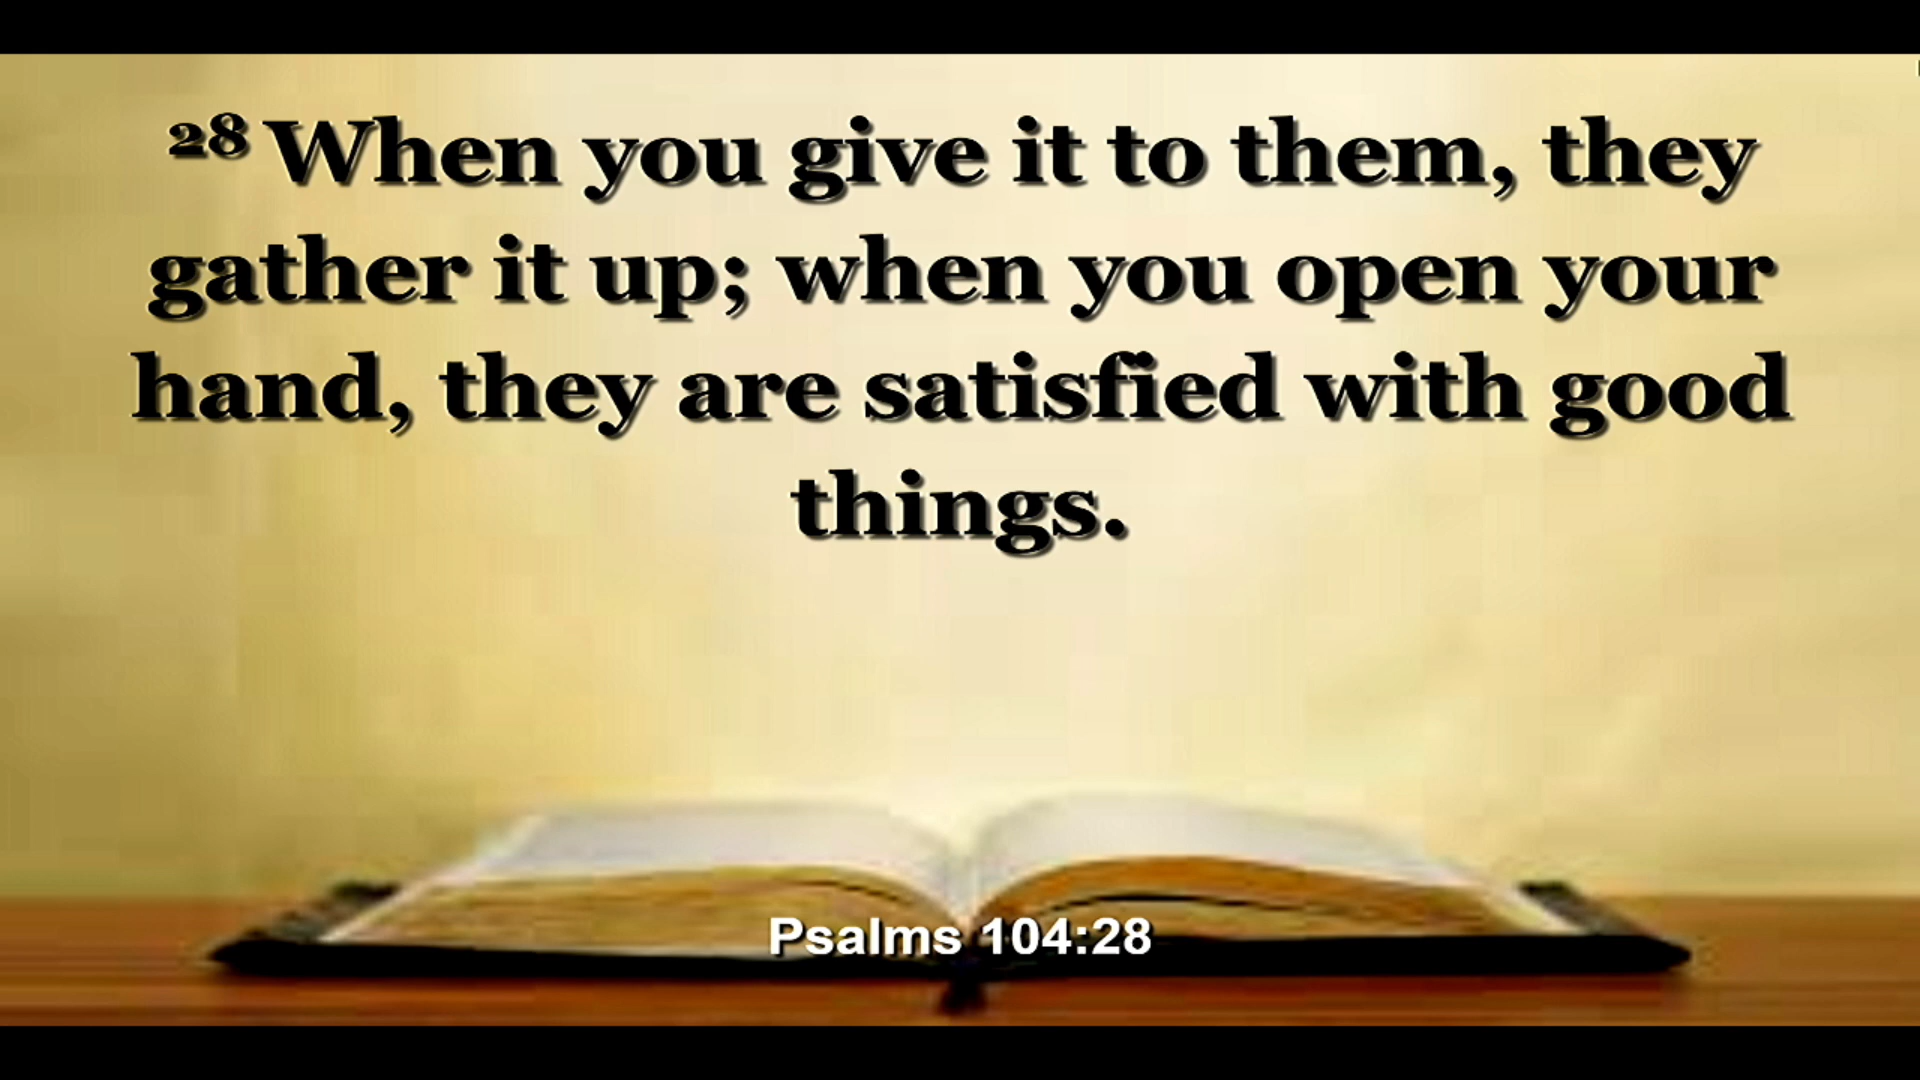 28 When you give it to them, they
gather it up; when you open your
hand, they are satisfied with good
things.
Psalms 104:28